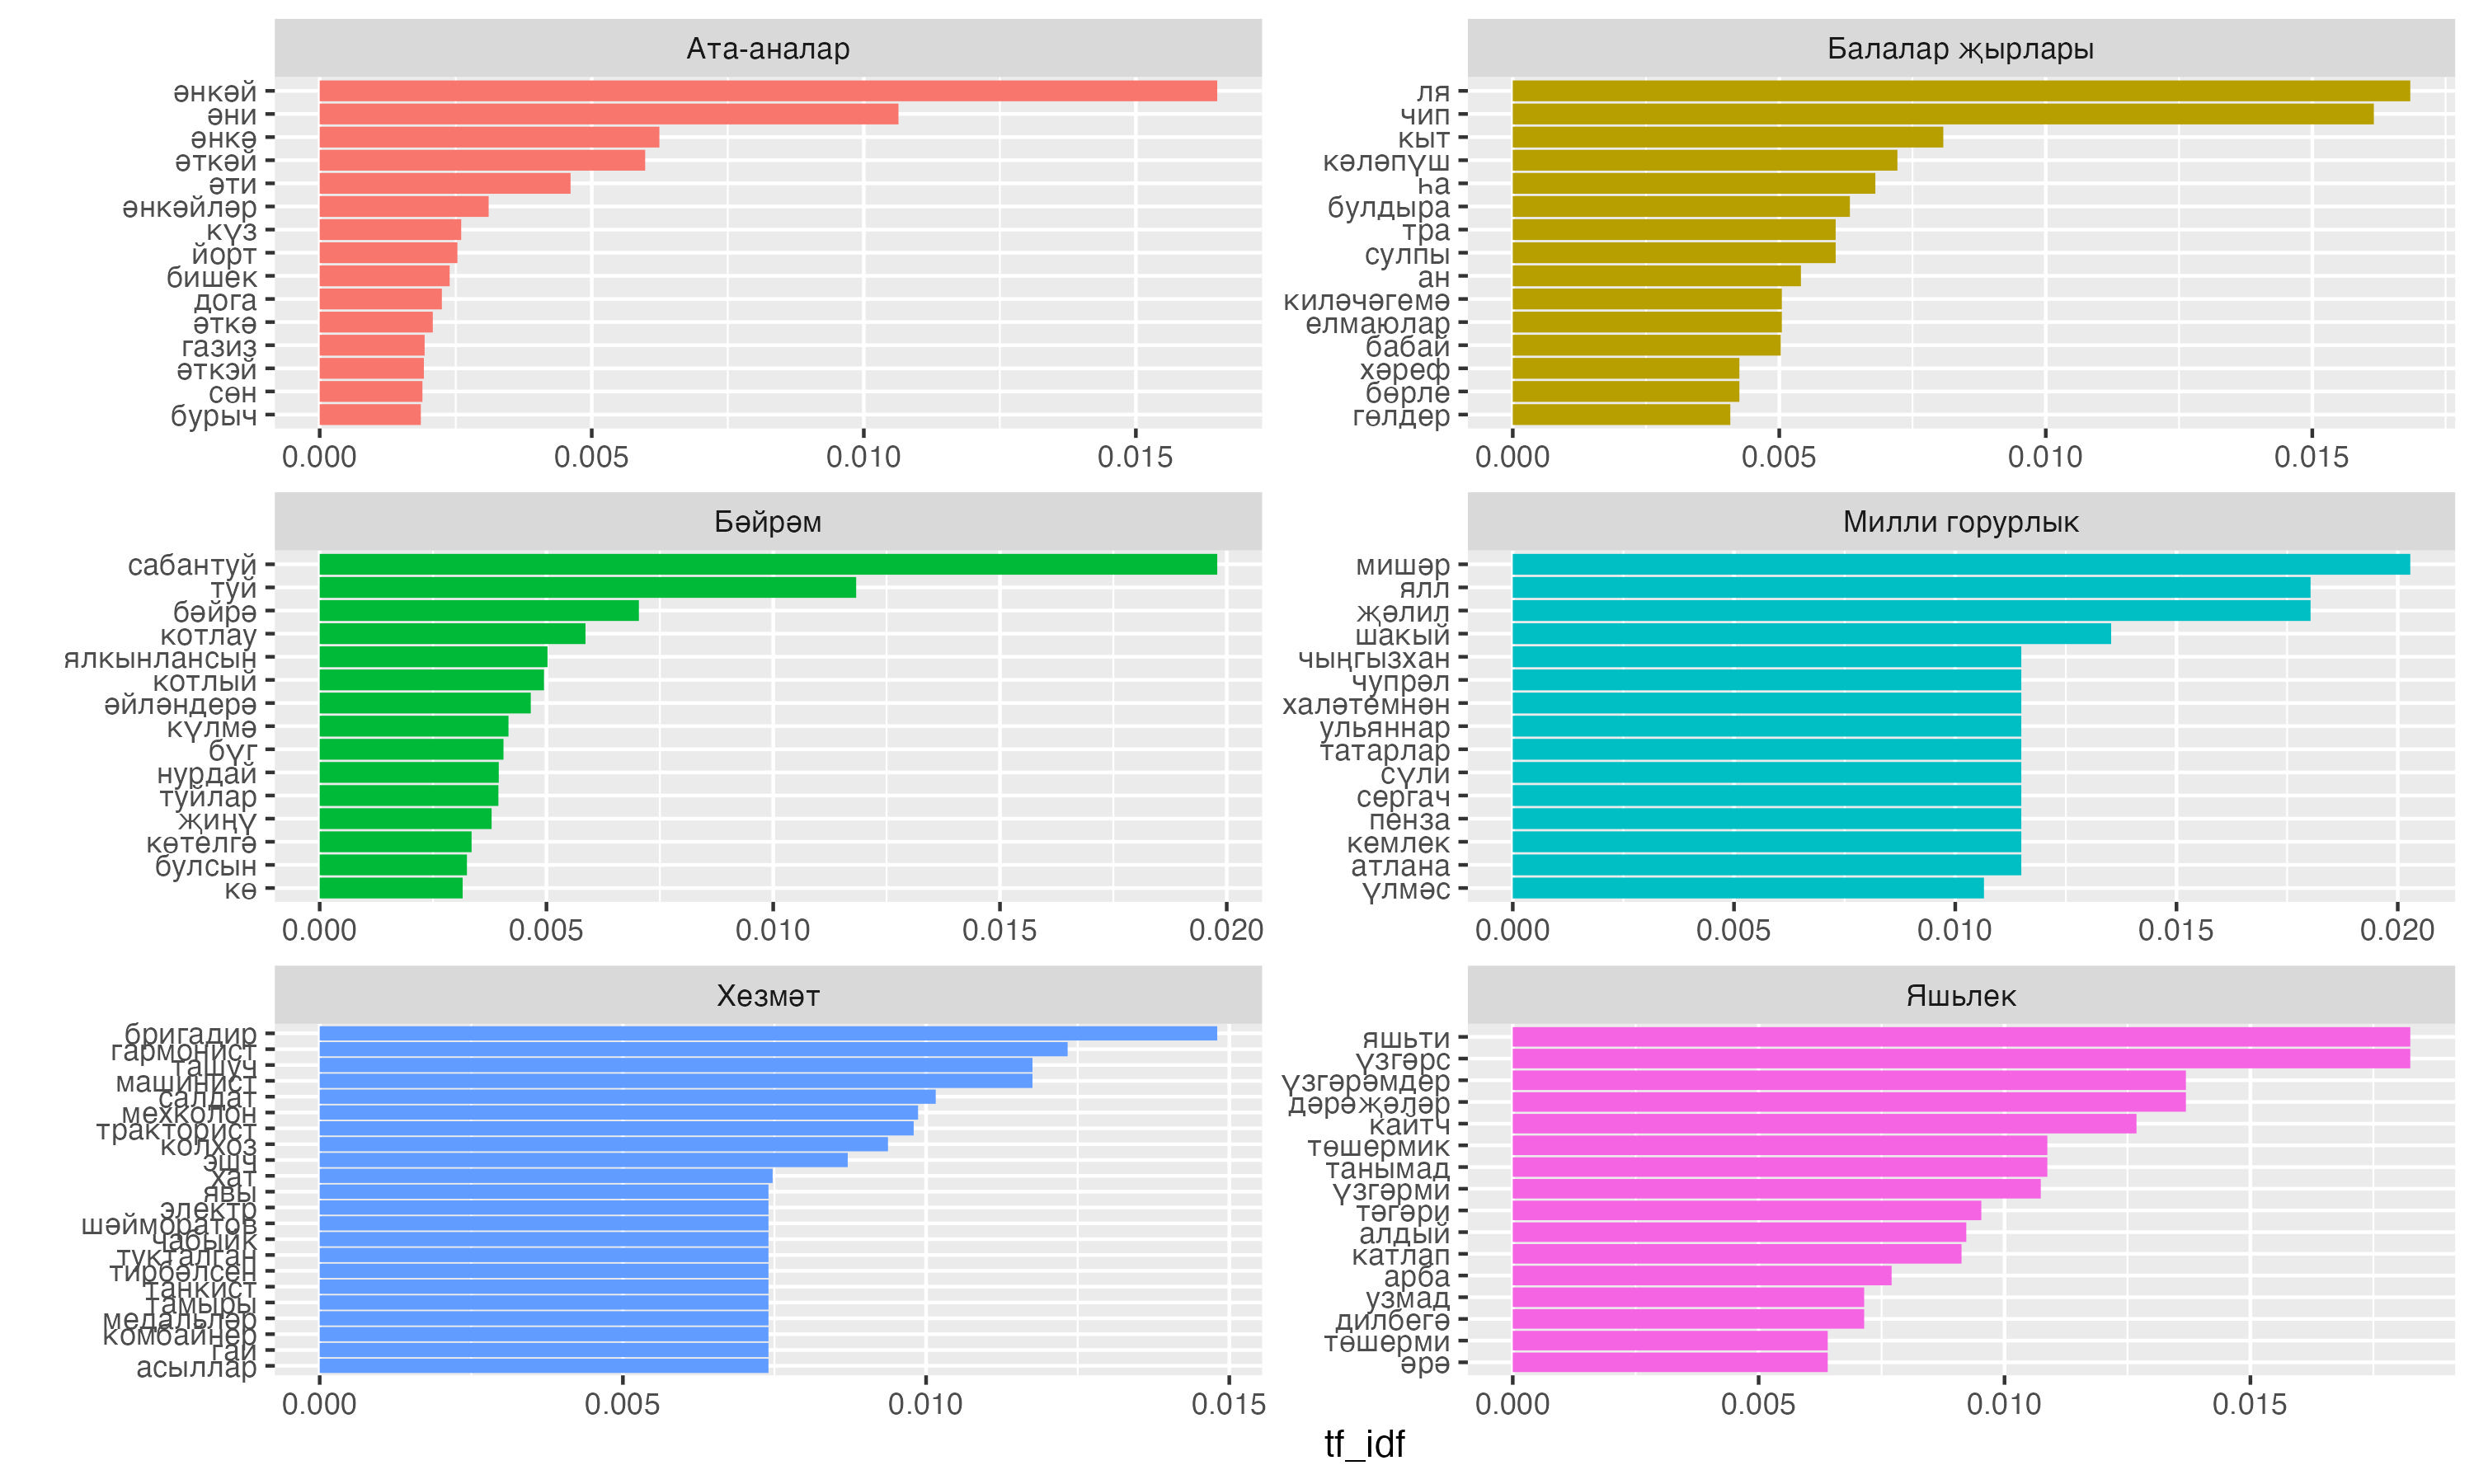 Ата-аналар
әнкәй
әни
әнкә
әткәй
әти
әнкәйләр
күз
йорт
бишек
дога
әткә
газиз
әткэй
сөн
бурыч
0.000 0.005 0.010 0.015
Балалар җырлары
ля
чип
кыт
кәләпүш
һа
булдыра
тра
сулпы
ан
киләчәгемә
елмаюлар
бабай
хәреф
бөрле
гөлдер
0.000 0.005 0.010 0.015
Бәйрәм
сабантуй
туй
бәйрә
котлау
ялкынлансын
котлый
әйләндерә
күлмә
бүг
нурдай
туйлар
җиңү
көтелгә
булсын
кө
0.000 0.005 0.010 0.015 0.020
Милли горурлык
мишәр
ялл
җәлил
шакый
чыңгызхан
чупрәл
халәтемнән
ульяннар
татарлар
сүли
сергач
пенза
кемлек
атлана
үлмәс
0.000 0.005 0.010 0.015 0.020
Хезмәт
бригадир
гармонист
ташуч
машинист
салдат
мехколон
тракторист
колхоз
эшч
хат
явы
электр
шәйморатов
чабыйк
тукталган
тирбәлсен
танкист
тамыры
медальләр
комбайнер
гай
асыллар
0.000 0.005 0.010 0.015
Яшьлек
яшьти
үзгәрс
үзгәрәмдер
дәрәҗәләр
кайтч
төшермик
танымад
үзгәрми
тәгәри
алдый
катлап
арба
узмад
дилбегә
төшерми
әрә
0.000 0.005 0.010 0.015
tf_idf